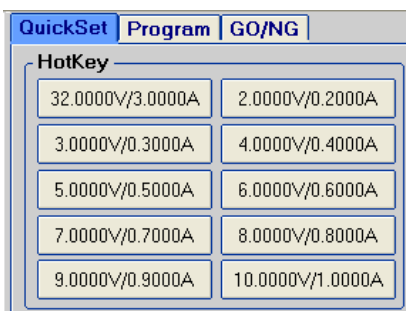 QuickSet Program GO/NG
HotKey
32.0000V/3.0000A 2.0000V/0.2000A
3.0000V/0.3000A 4.0000V/0.4000A
5.0000V/0.5000A 6.0000V/0.6000A
7.0000V/0.7000A 8.0000V/0.8000A
9.0000V/0.9000A 10.0000V/1.0000A